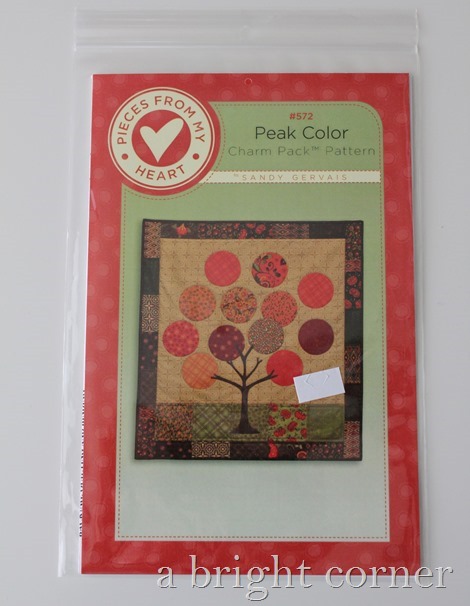 PIECES FROM MY
HEART
#572
Peak Color
Charm Pack™ Pattern
BY SANDY GERVAIS
a bright corner